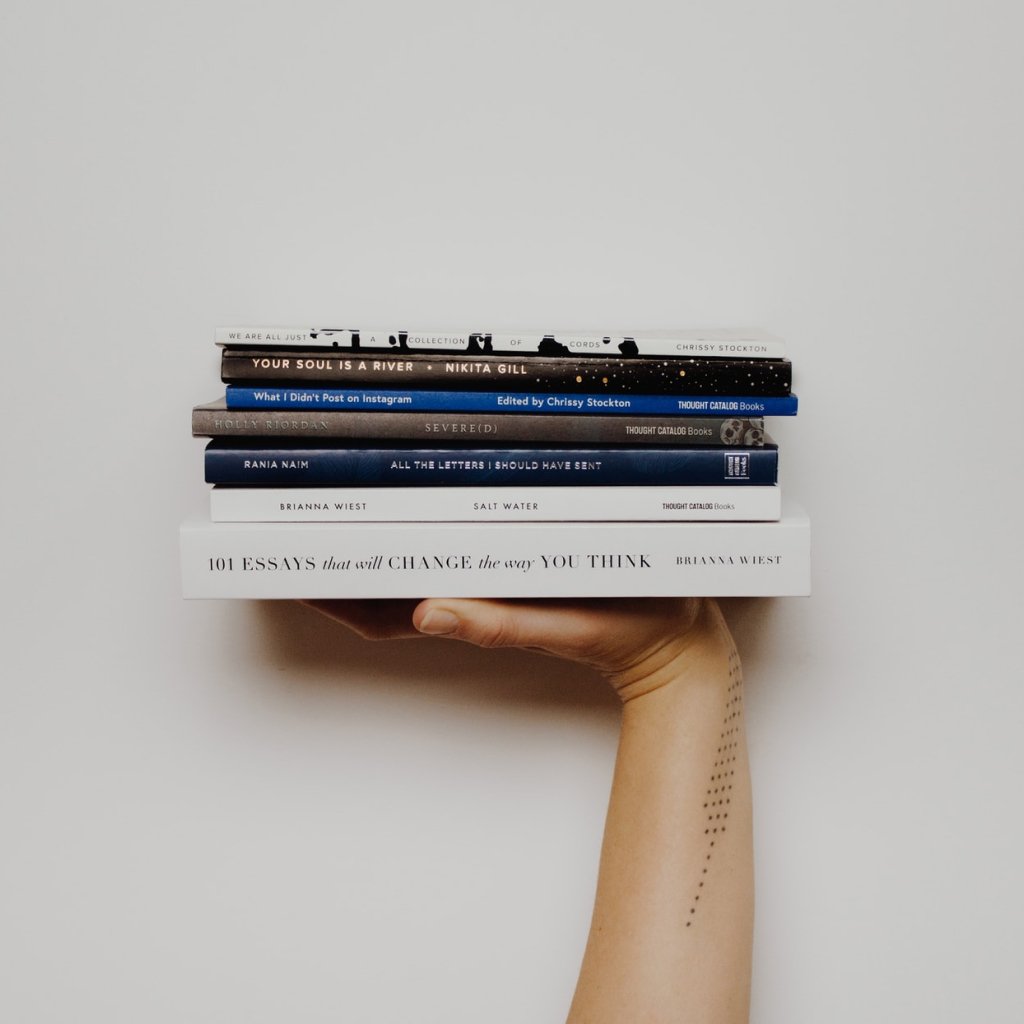 WE ARE ALL JUST A COLLECTION OF CORDS CHRISSY STOCKTON
YOUR SOUL IS A RIVER • NIKITA GILL
What I Didn't Post on Instagram Edited by Chrissy Stockton THOUGHT CATALOG Books
HOLLY RIORDAN SEVERE(D) THOUGHT CATALOG Books
RANIA NAIM ALL THE LETTERS I SHOULD HAVE SENT
BRIANNA WIEST SALT WATER THOUGHT CATALOG Books
101 ESSAYS that will CHANGE the way YOU THINK BRIANNA WIEST